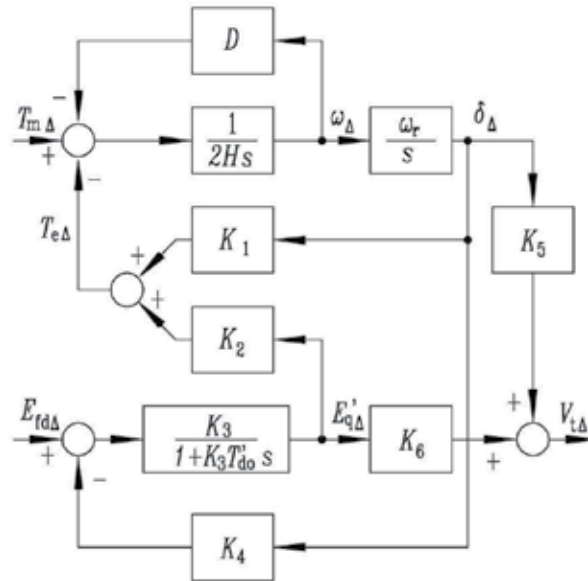 D
−
T_mΔ
+
1
2Hs
ω_Δ
ω_r
s
δ_Δ
−
T_eΔ
+
K_1
K_5
+
K_2
E_fdΔ
+
K_3
1+K_3T'_do s
E'_qΔ
K_6
+
V_tΔ
+
−
K_4